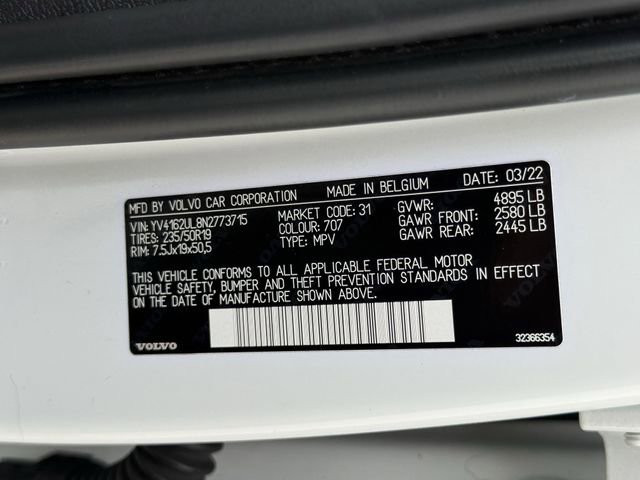 MFD BY VOLVO CAR CORPORATION MADE IN BELGIUM DATE: 03/22
VIN: YV4162UL8N2773715 MARKET CODE: 31 GVWR: 4895 LB
TIRES: 235/50R19 COLOUR: 707 GAWR FRONT: 2580 LB
RIM: 7.5Jx19x50,5 TYPE: MPV GAWR REAR: 2445 LB
THIS VEHICLE CONFORMS TO ALL APPLICABLE FEDERAL MOTOR
VEHICLE SAFETY, BUMPER AND THEFT PREVENTION STANDARDS IN EFFECT
ON THE DATE OF MANUFACTURE SHOWN ABOVE.
VOLVO 32366354